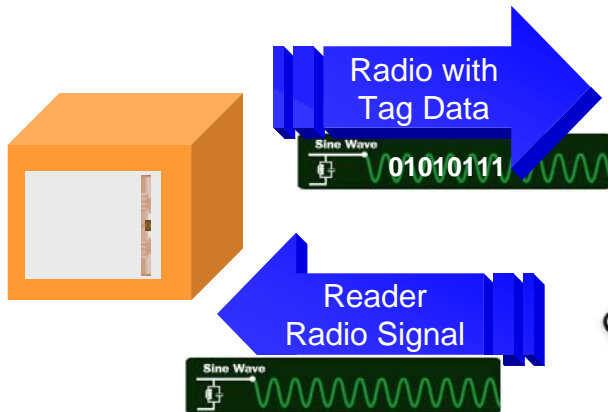 Radio with
Tag Data
Sine Wave
01010111
Reader
Radio Signal
Sine Wave